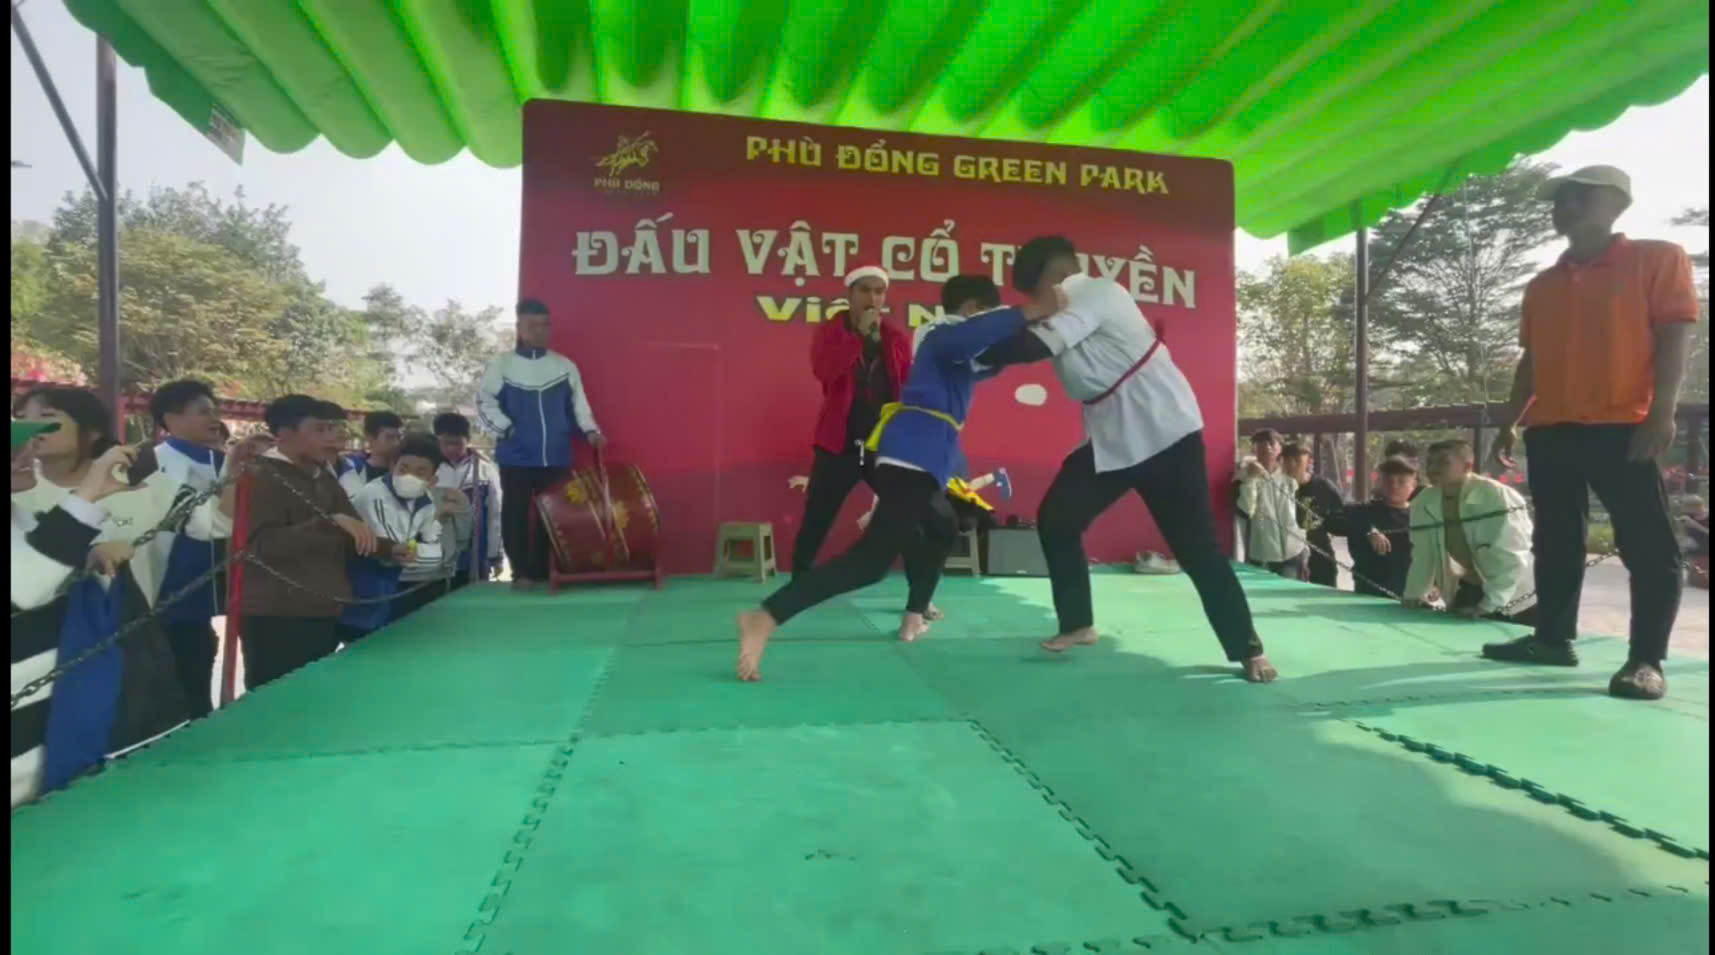 PHÙ ĐỔNG GREEN PARK
PHÙ ĐỔNG
ĐẤU VẬT CỔ